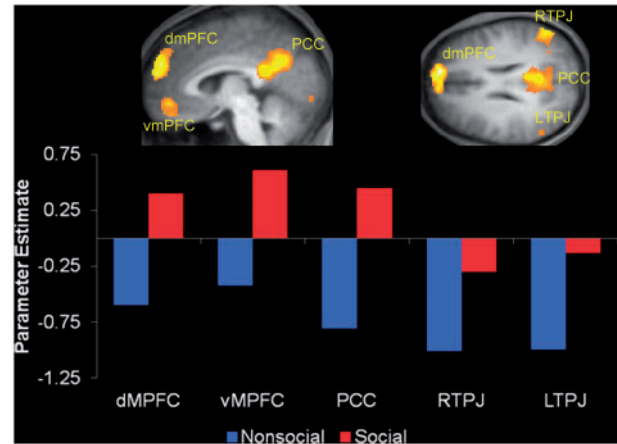 dmPFC
PCC
vmPFC
RTPJ
dmPFC
PCC
LTPJ
Parameter Estimate
0.75
0.25
-0.25
-0.75
-1.25
dMPFC vMPFC PCC RTPJ LTPJ
Nonsocial Social